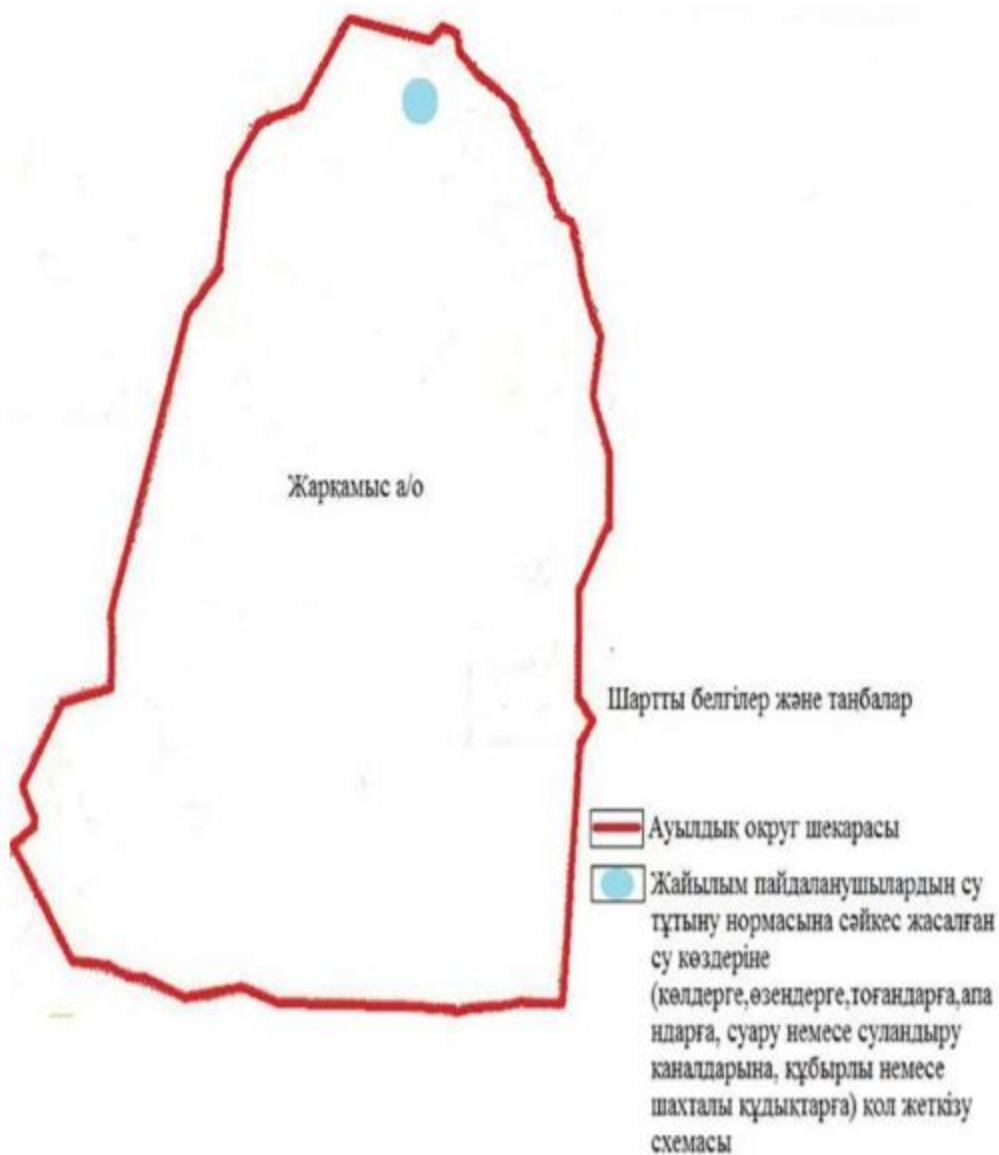 Жарқамыс а/о
Шартты белгілер және таңбалар
Ауылдық округ шекарасы
Жайылым пайдаланушылардың су
тұтыну нормасына сәйкес жасалған
су көздеріне
(көлдерге,өзендерге,тоғандарға,апа
ндарға, суару немесе суландыру
каналдарына, құбырлы немесе
шахталы құдықтарға) қол жеткізу
схемасы